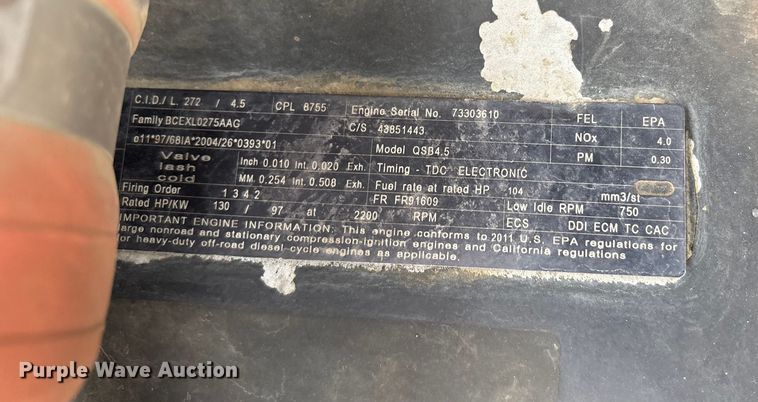 C.I.D./ L. 272 / 4.5 CPL 8755 Engine Serial No. 73303610 FEL EPA
Family BCEXL0275AAG C/S 43851443 NOx 4.0
e11*97/68IA*2004/26*0393*01 Model QSB4.5 PM 0.30
Valve lash cold Inch 0.010 Int. 0.020 Exh. Timing - TDC ELECTRONIC
MM 0.254 Int. 0.508 Exh. Fuel rate at rated HP 104 mm3/st
Firing Order 1 3 4 2 FR FR91609 Low Idle RPM 750
Rated HP/KW 130 / 97 at 2200 RPM ECS DDI ECM TC CAC
IMPORTANT ENGINE INFORMATION: This engine conforms to 2011 U.S. EPA regulations for
large nonroad and stationary compression-ignition engines and California regulations
for heavy-duty off-road diesel cycle engines as applicable.
Purple Wave Auction